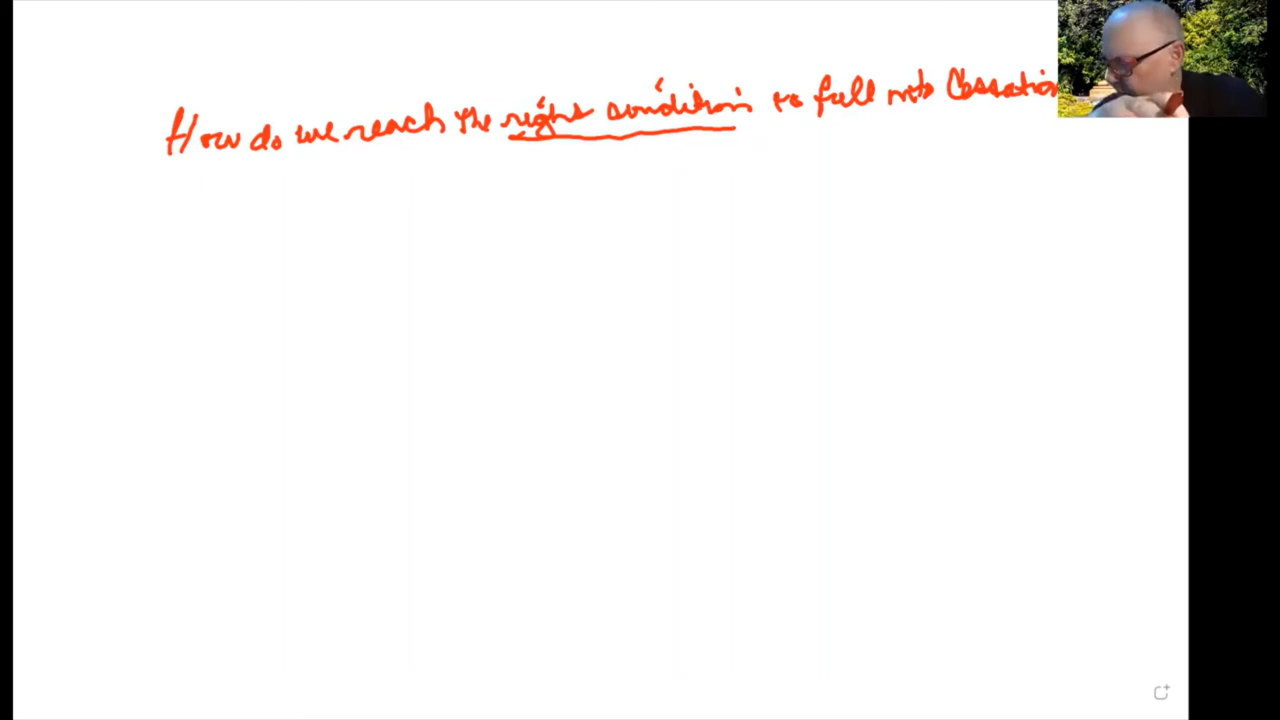 How do we reach the right condition to fall into Cessation